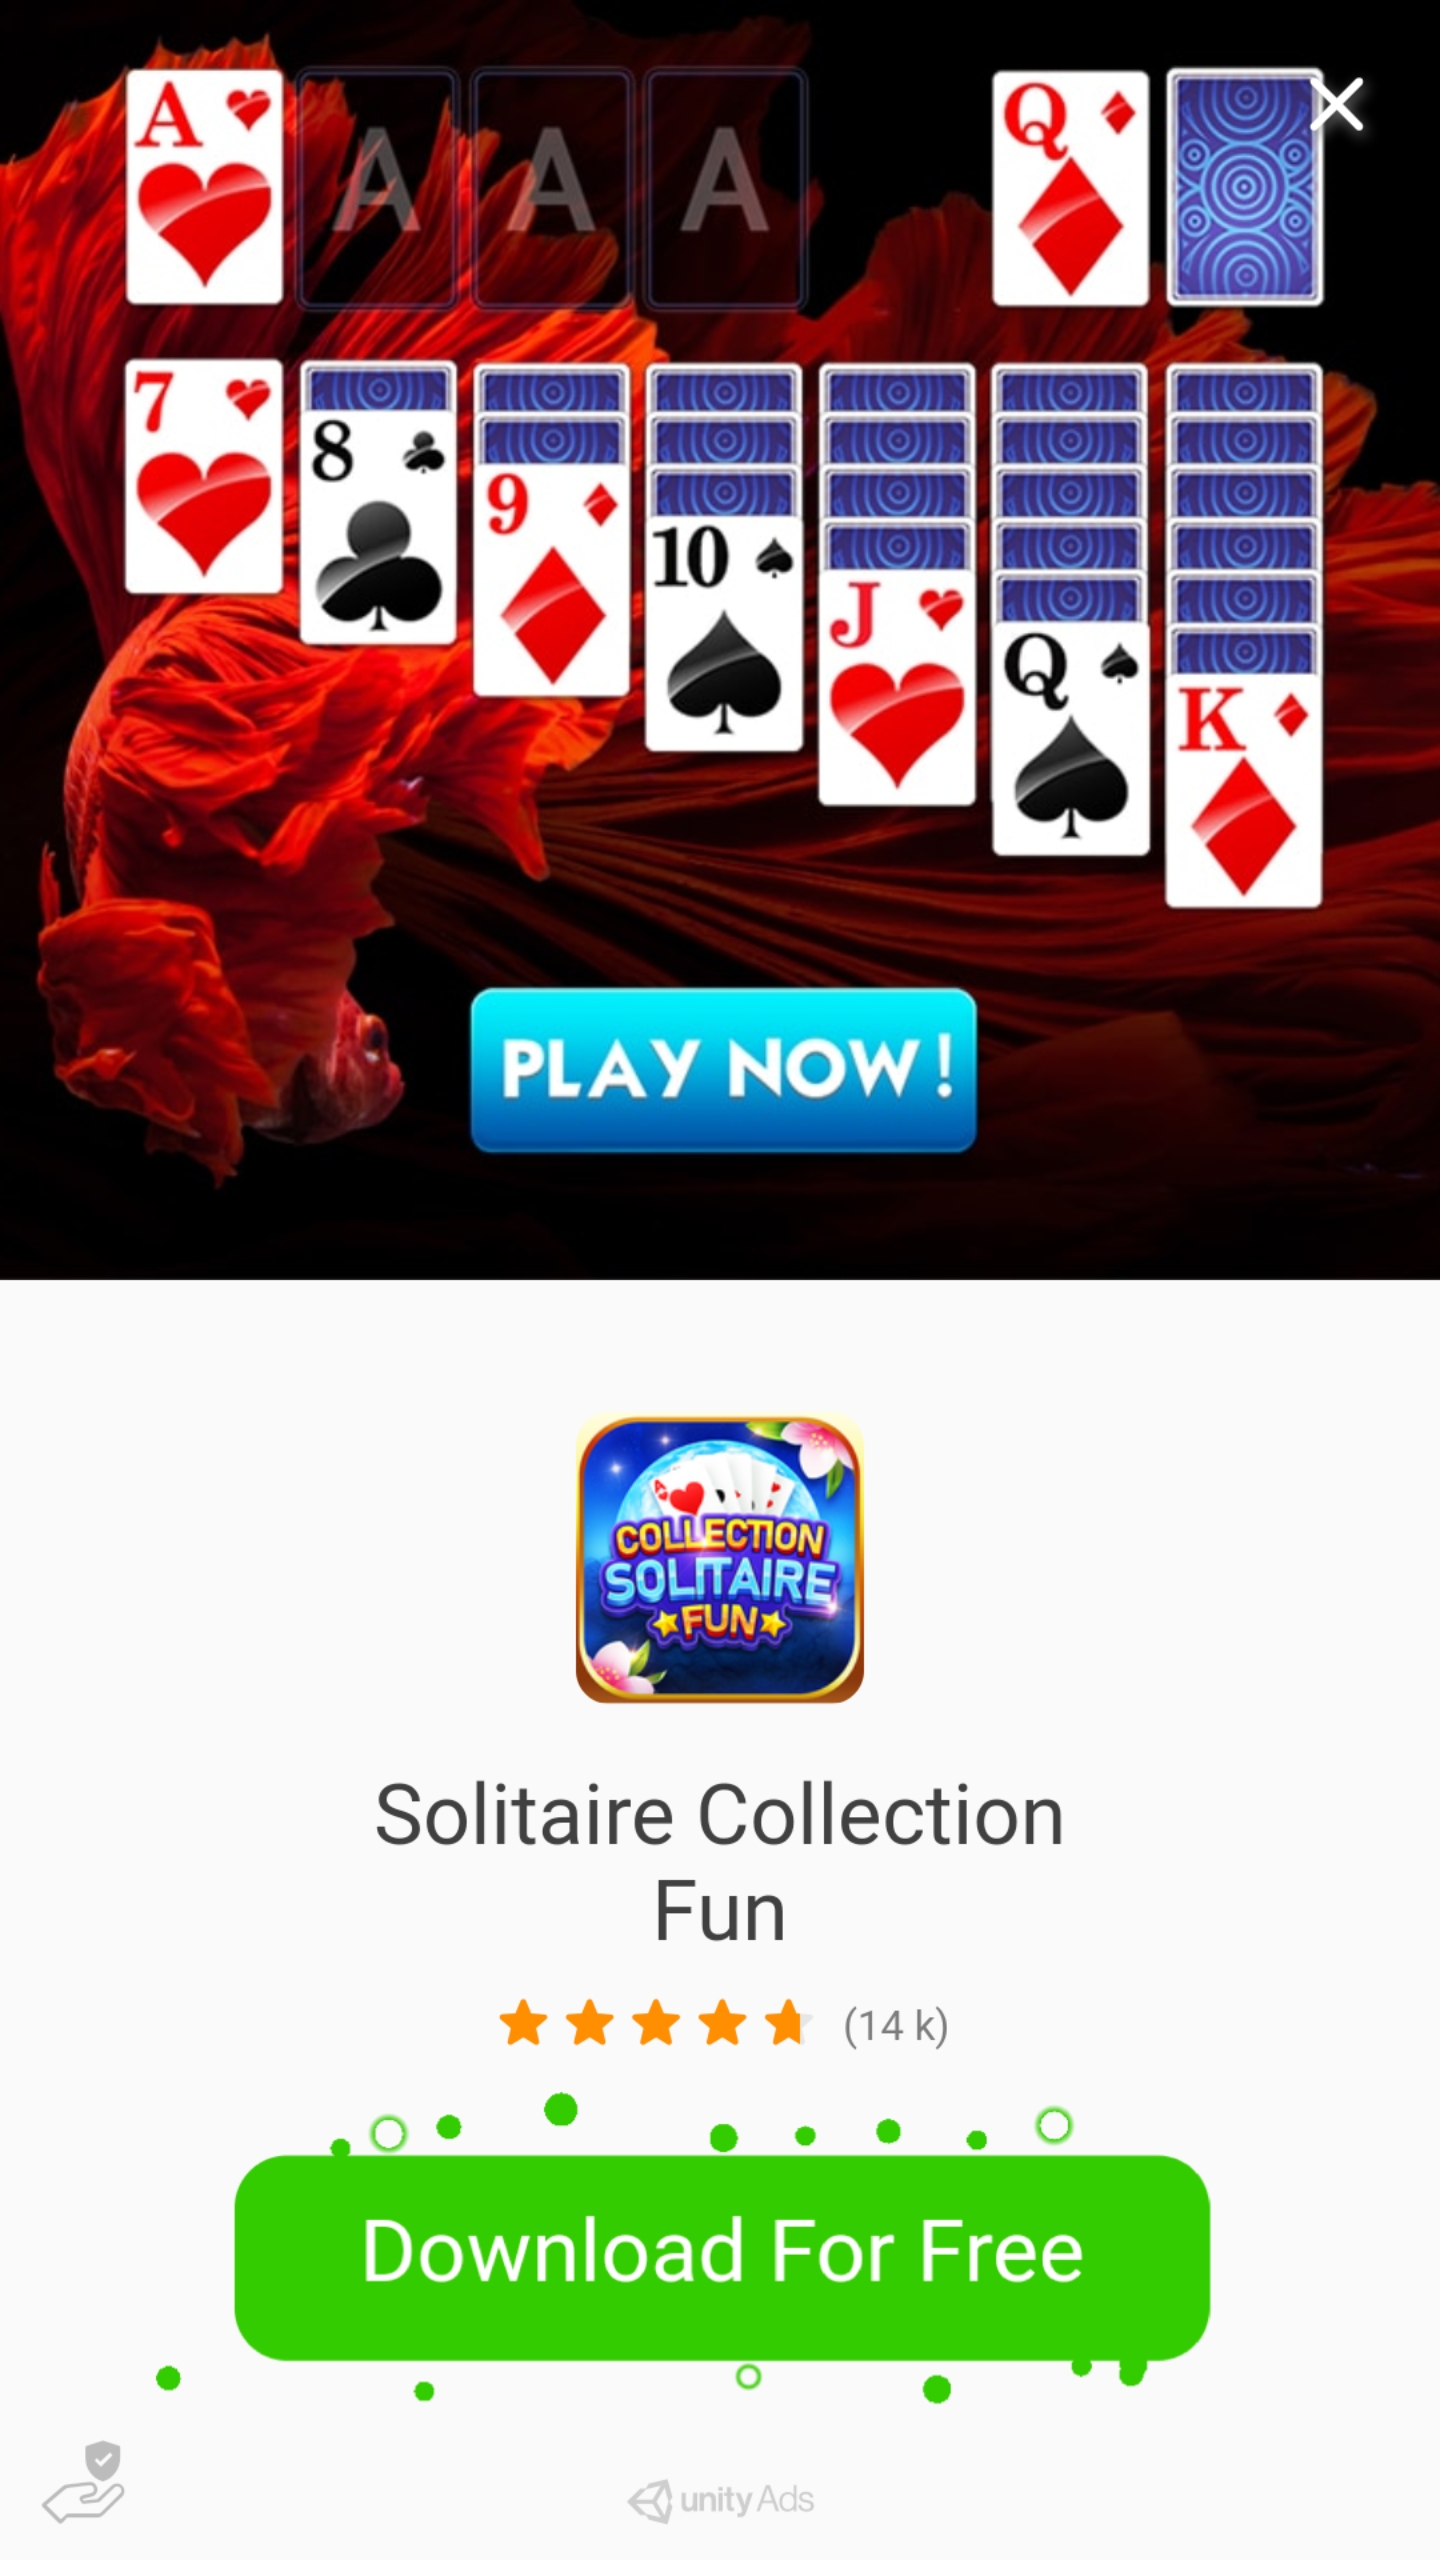 A A A A Q
7 8 9 10 J Q K
PLAY NOW!
COLLECTION
SOLITAIRE
FUN
Solitaire Collection
Fun
(14 k)
Download For Free
unity Ads